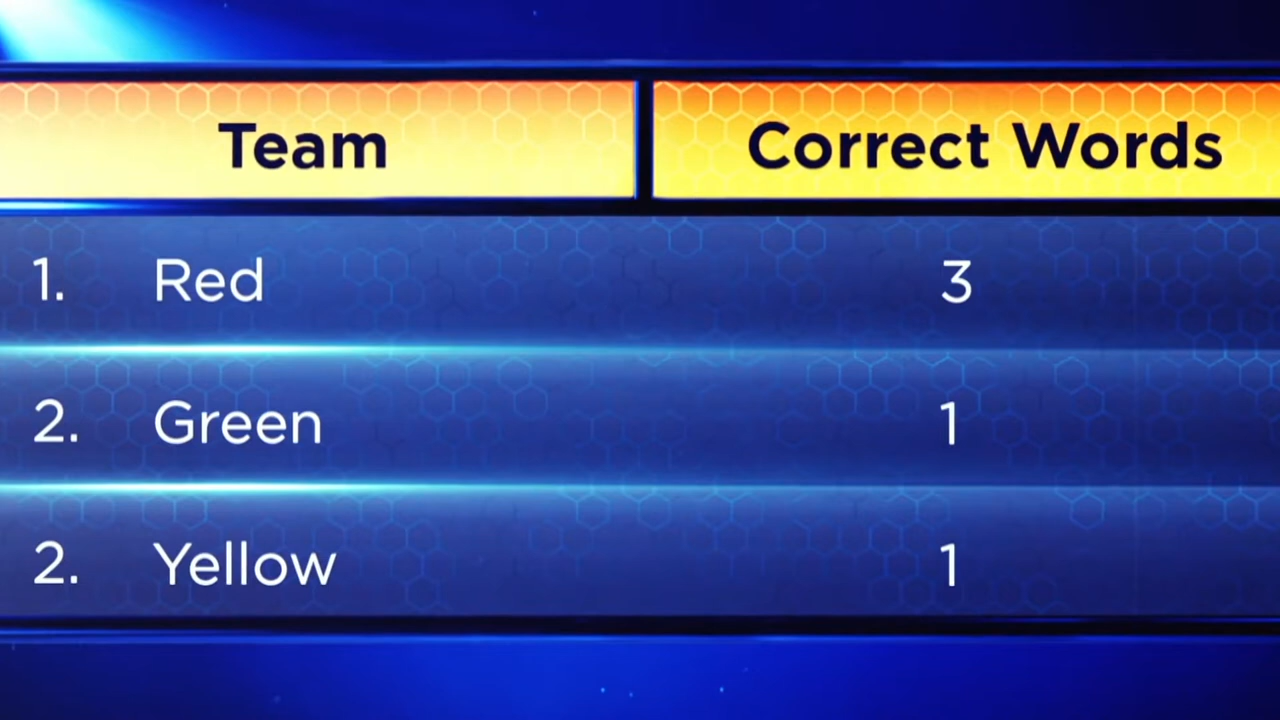 Team Correct Words
1. Red 3
2. Green 1
2. Yellow 1